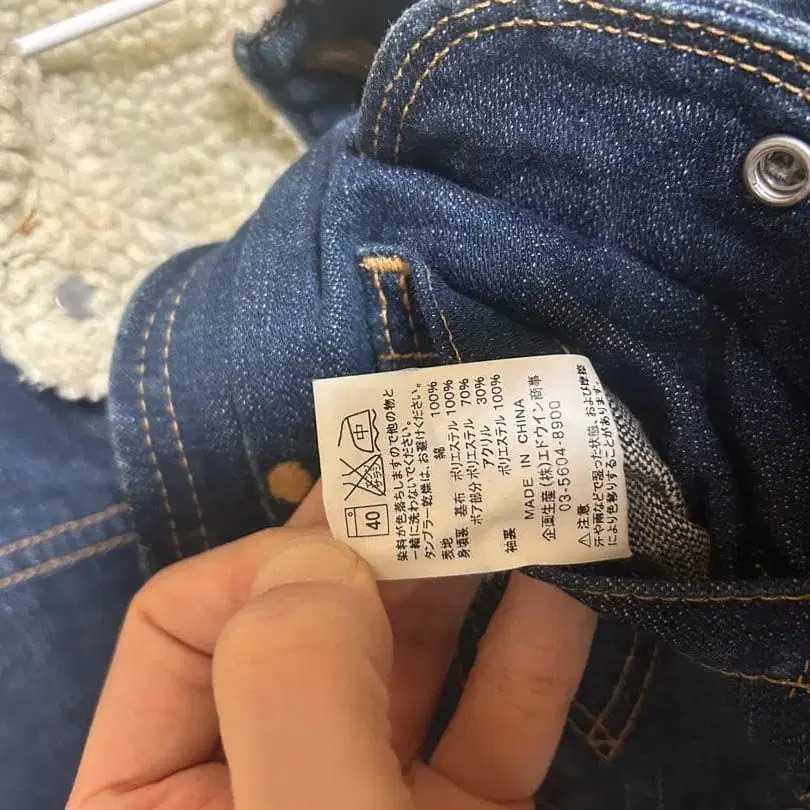 40
中
染料が色落ちしますので他の物と
一緒に洗わないでください。
タンブラー乾燥は、お避けください。
表地 綿 100%
身頃裏 基布 ポリエステル 100%
ボア部分 ポリエステル 70%
アクリル 30%
袖裏 ポリエステル 100%
MADE IN CHINA
企画生産 (株)エドウイン商事
03-5604-8900
⚠ 注意
汗や雨などで湿った状態、および摩擦
により色移りすることがあります。